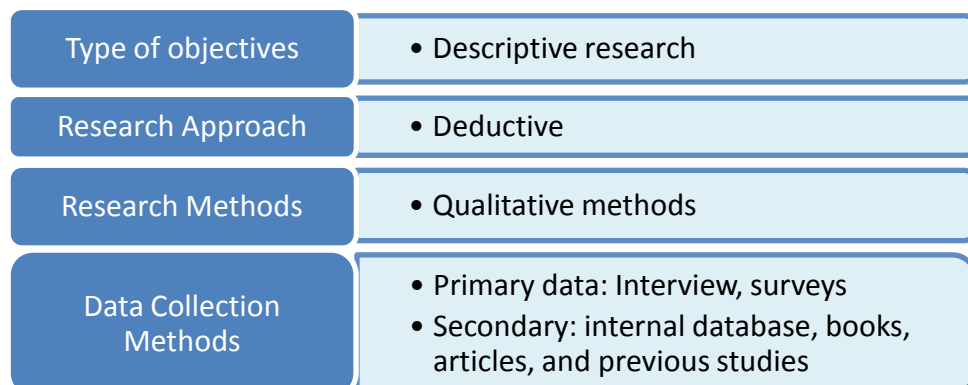 Type of objectives
• Descriptive research
Research Approach
• Deductive
Research Methods
• Qualitative methods
Data Collection
Methods
• Primary data: Interview, surveys
• Secondary: internal database, books,
articles, and previous studies